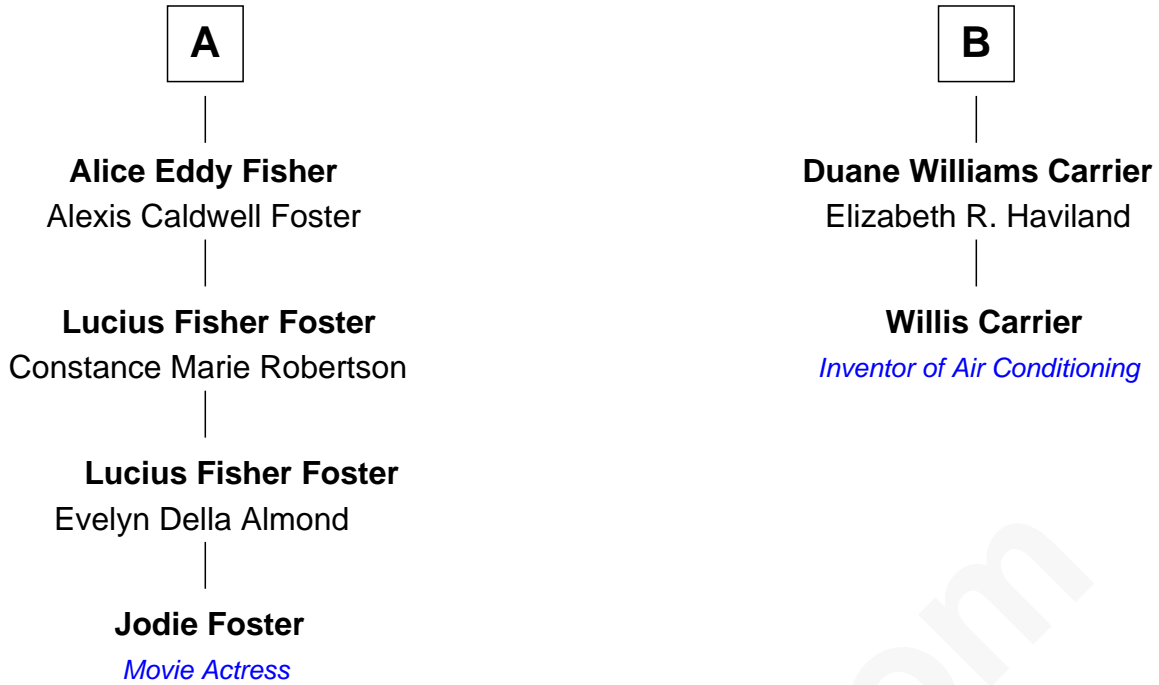 A
Alice Eddy Fisher
Alexis Caldwell Foster
Lucius Fisher Foster
Constance Marie Robertson
Lucius Fisher Foster
Evelyn Della Almond
Jodie Foster
Movie Actress
B
Duane Williams Carrier
Elizabeth R. Haviland
Willis Carrier
Inventor of Air Conditioning
om